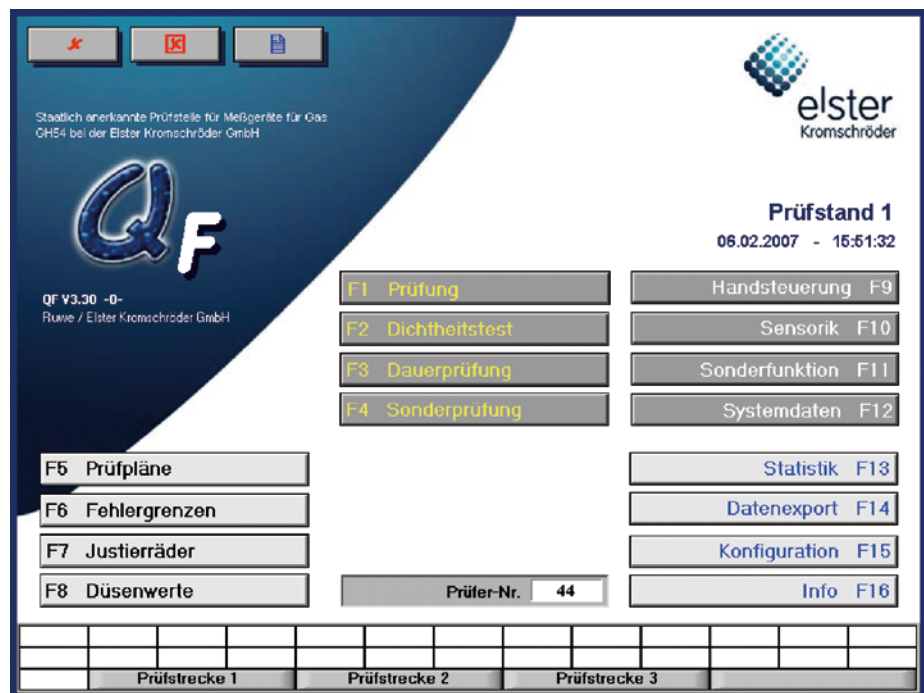 Staatlich anerkannte Prüfstelle für Meßgeräte für Gas
GH54 bei der Elster Kromschröder GmbH
elster
Kromschröder
QF
Prüfstand 1
06.02.2007 - 15:51:32
QF V3.30 -0-
Ruwe / Elster Kromschröder GmbH
F1 Prüfung
F2 Dichtheitstest
F3 Dauerprüfung
F4 Sonderprüfung
Handsteuerung F9
Sensorik F10
Sonderfunktion F11
Systemdaten F12
F5 Prüfpläne
F6 Fehlergrenzen
F7 Justierräder
F8 Düsenwerte
Prüfer-Nr. 44
Statistik F13
Datenexport F14
Konfiguration F15
Info F16
Prüfstrecke 1 Prüfstrecke 2 Prüfstrecke 3